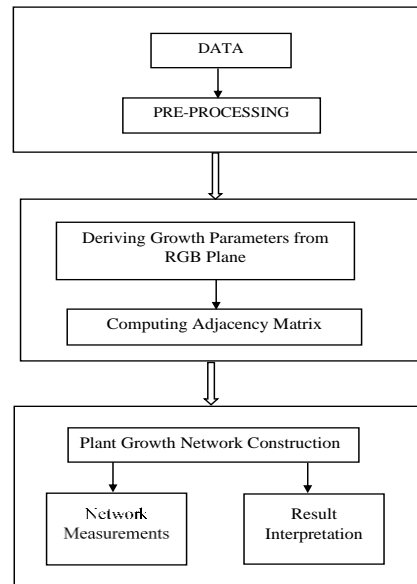 DATA
PRE-PROCESSING
Deriving Growth Parameters from
RGB Plane
Computing Adjacency Matrix
Plant Growth Network Construction
Network
Measurements
Result
Interpretation